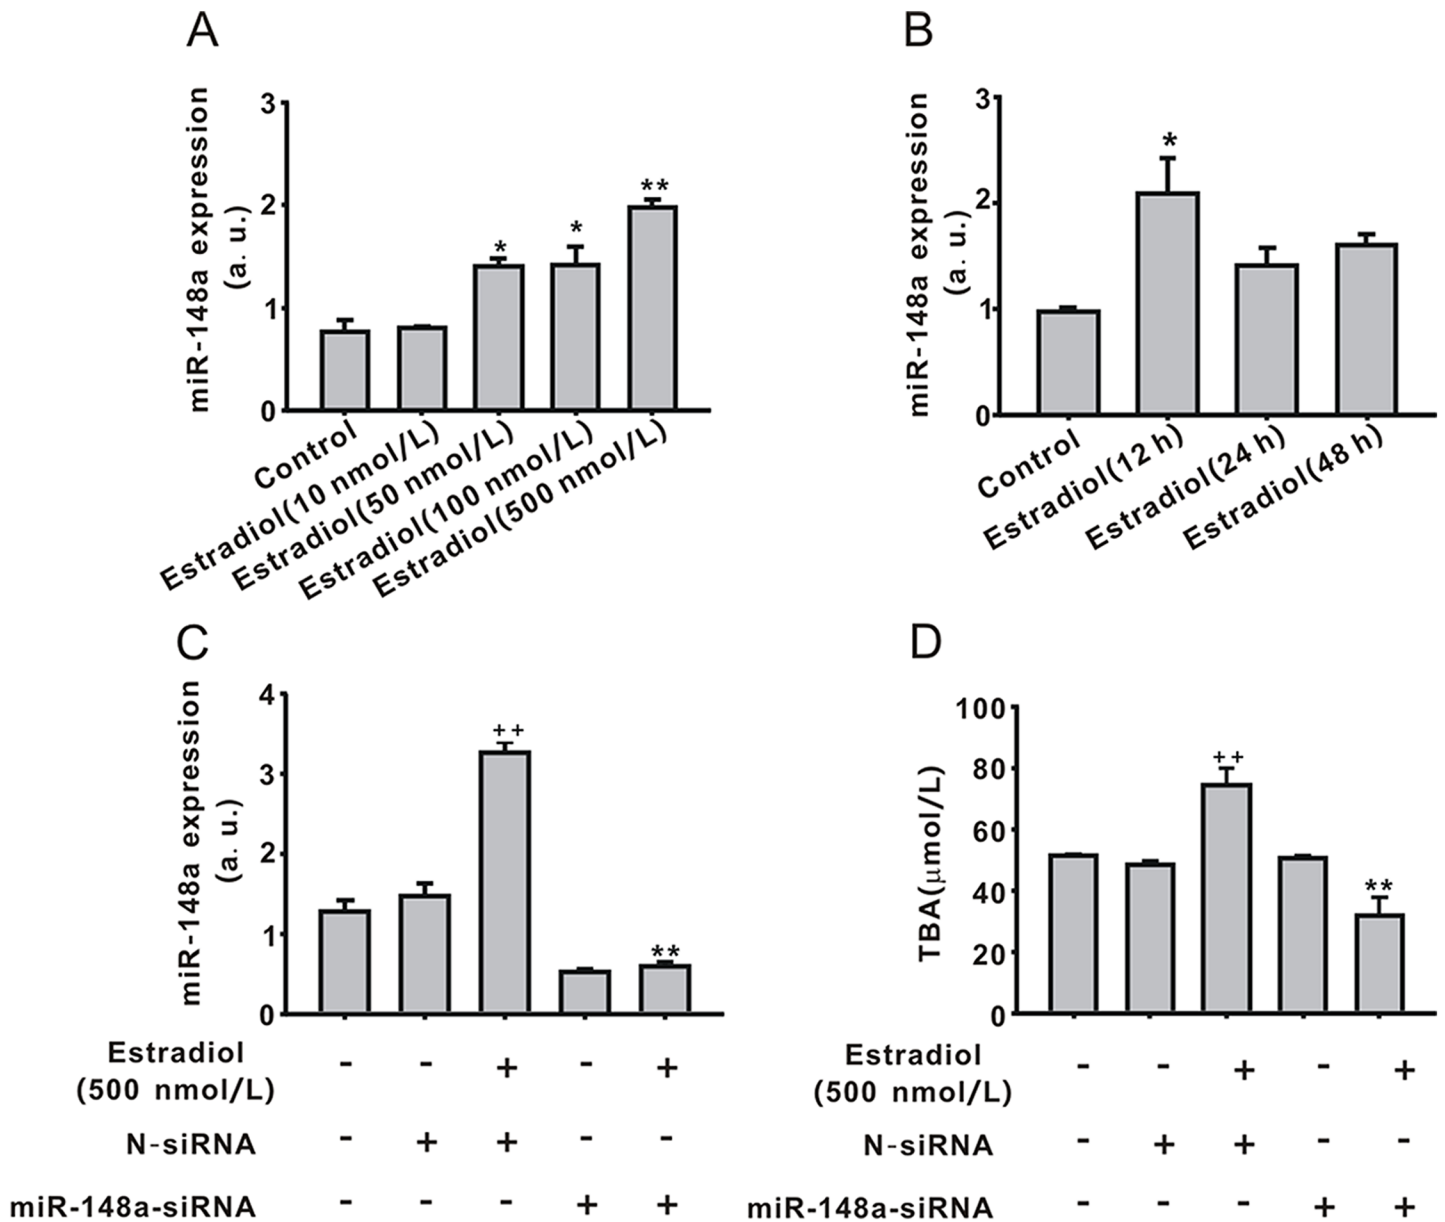 A
miR-148a expression
(a. u.)
3
2
1
0
*
*
**
Control
Estradiol(10 nmol/L)
Estradiol(50 nmol/L)
Estradiol(100 nmol/L)
Estradiol(500 nmol/L)
B
miR-148a expression
(a. u.)
3
2
1
0
*
Control
Estradiol(12 h)
Estradiol(24 h)
Estradiol(48 h)
C
miR-148a expression
(a. u.)
4
3
2
1
0
++
**
Estradiol
(500 nmol/L)
- - + - +
N-siRNA
- + + - -
miR-148a-siRNA
- - - + +
D
TBA(μmol/L)
100
80
60
40
20
0
++
**
Estradiol
(500 nmol/L)
- - + - +
N-siRNA
- + + - -
miR-148a-siRNA
- - - + +